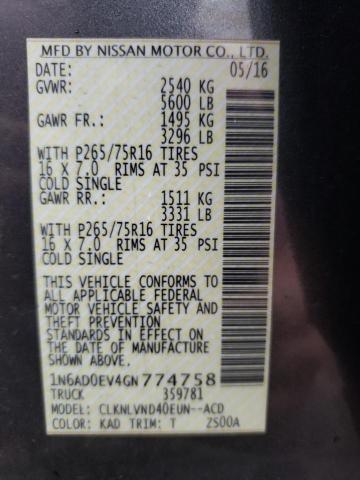 MFD BY NISSAN MOTOR CO., LTD.
DATE: 05/16
GVWR: 2540 KG
5600 LB
GAWR FR.: 1495 KG
3296 LB
WITH P265/75R16 TIRES
16 X 7.0 RIMS AT 35 PSI
COLD SINGLE
GAWR RR.: 1511 KG
3331 LB
WITH P265/75R16 TIRES
16 X 7.0 RIMS AT 35 PSI
COLD SINGLE
THIS VEHICLE CONFORMS TO
ALL APPLICABLE FEDERAL
MOTOR VEHICLE SAFETY AND
THEFT PREVENTION
STANDARDS IN EFFECT ON
THE DATE OF MANUFACTURE
SHOWN ABOVE.
1N6AD0EV4GN774758
TRUCK 359781
MODEL: CLKNLVND40EUN--ACD
COLOR: KAD TRIM: T ZS00A